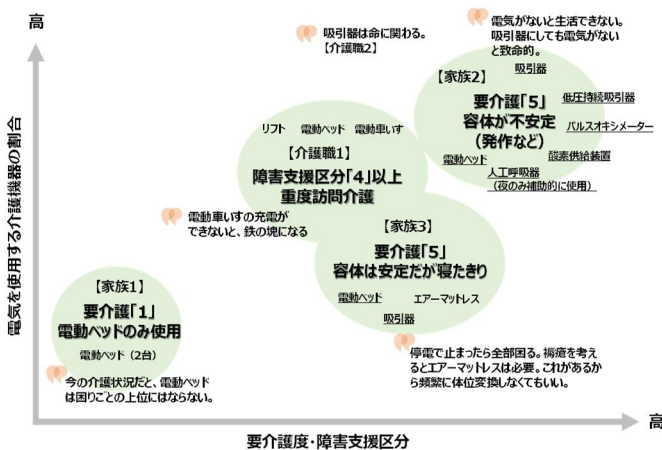 高
電気を使用する介護機器の割合
吸引器は命に関わる。
【介護職2】
電気がないと生活できない。
吸引器にしても電気がない
と致命的。
【家族2】
吸引器
要介護「5」
容体が不安定
(発作など)
低圧持続吸引器
パルスオキシメーター
電動ベッド
酸素供給装置
人工呼吸器
(夜のみ補助的に使用)
リフト 電動ベッド 電動車いす
【介護職1】
障害支援区分「4」以上
重度訪問介護
電動車いすの充電が
できないと、鉄の塊になる
【家族3】
要介護「5」
容体は安定だが寝たきり
電動ベッド エアーマットレス
吸引器
停電で止まったら全部困る。褥瘡を考え
るとエアーマットレスは必要。これがあるか
ら頻繁に体位変換しなくてもいい。
【家族1】
要介護「1」
電動ベッドのみ使用
電動ベッド(2台)
今の介護状況だと、電動ベッド
は困りごとの上位にはならない。
高
要介護度・障害支援区分